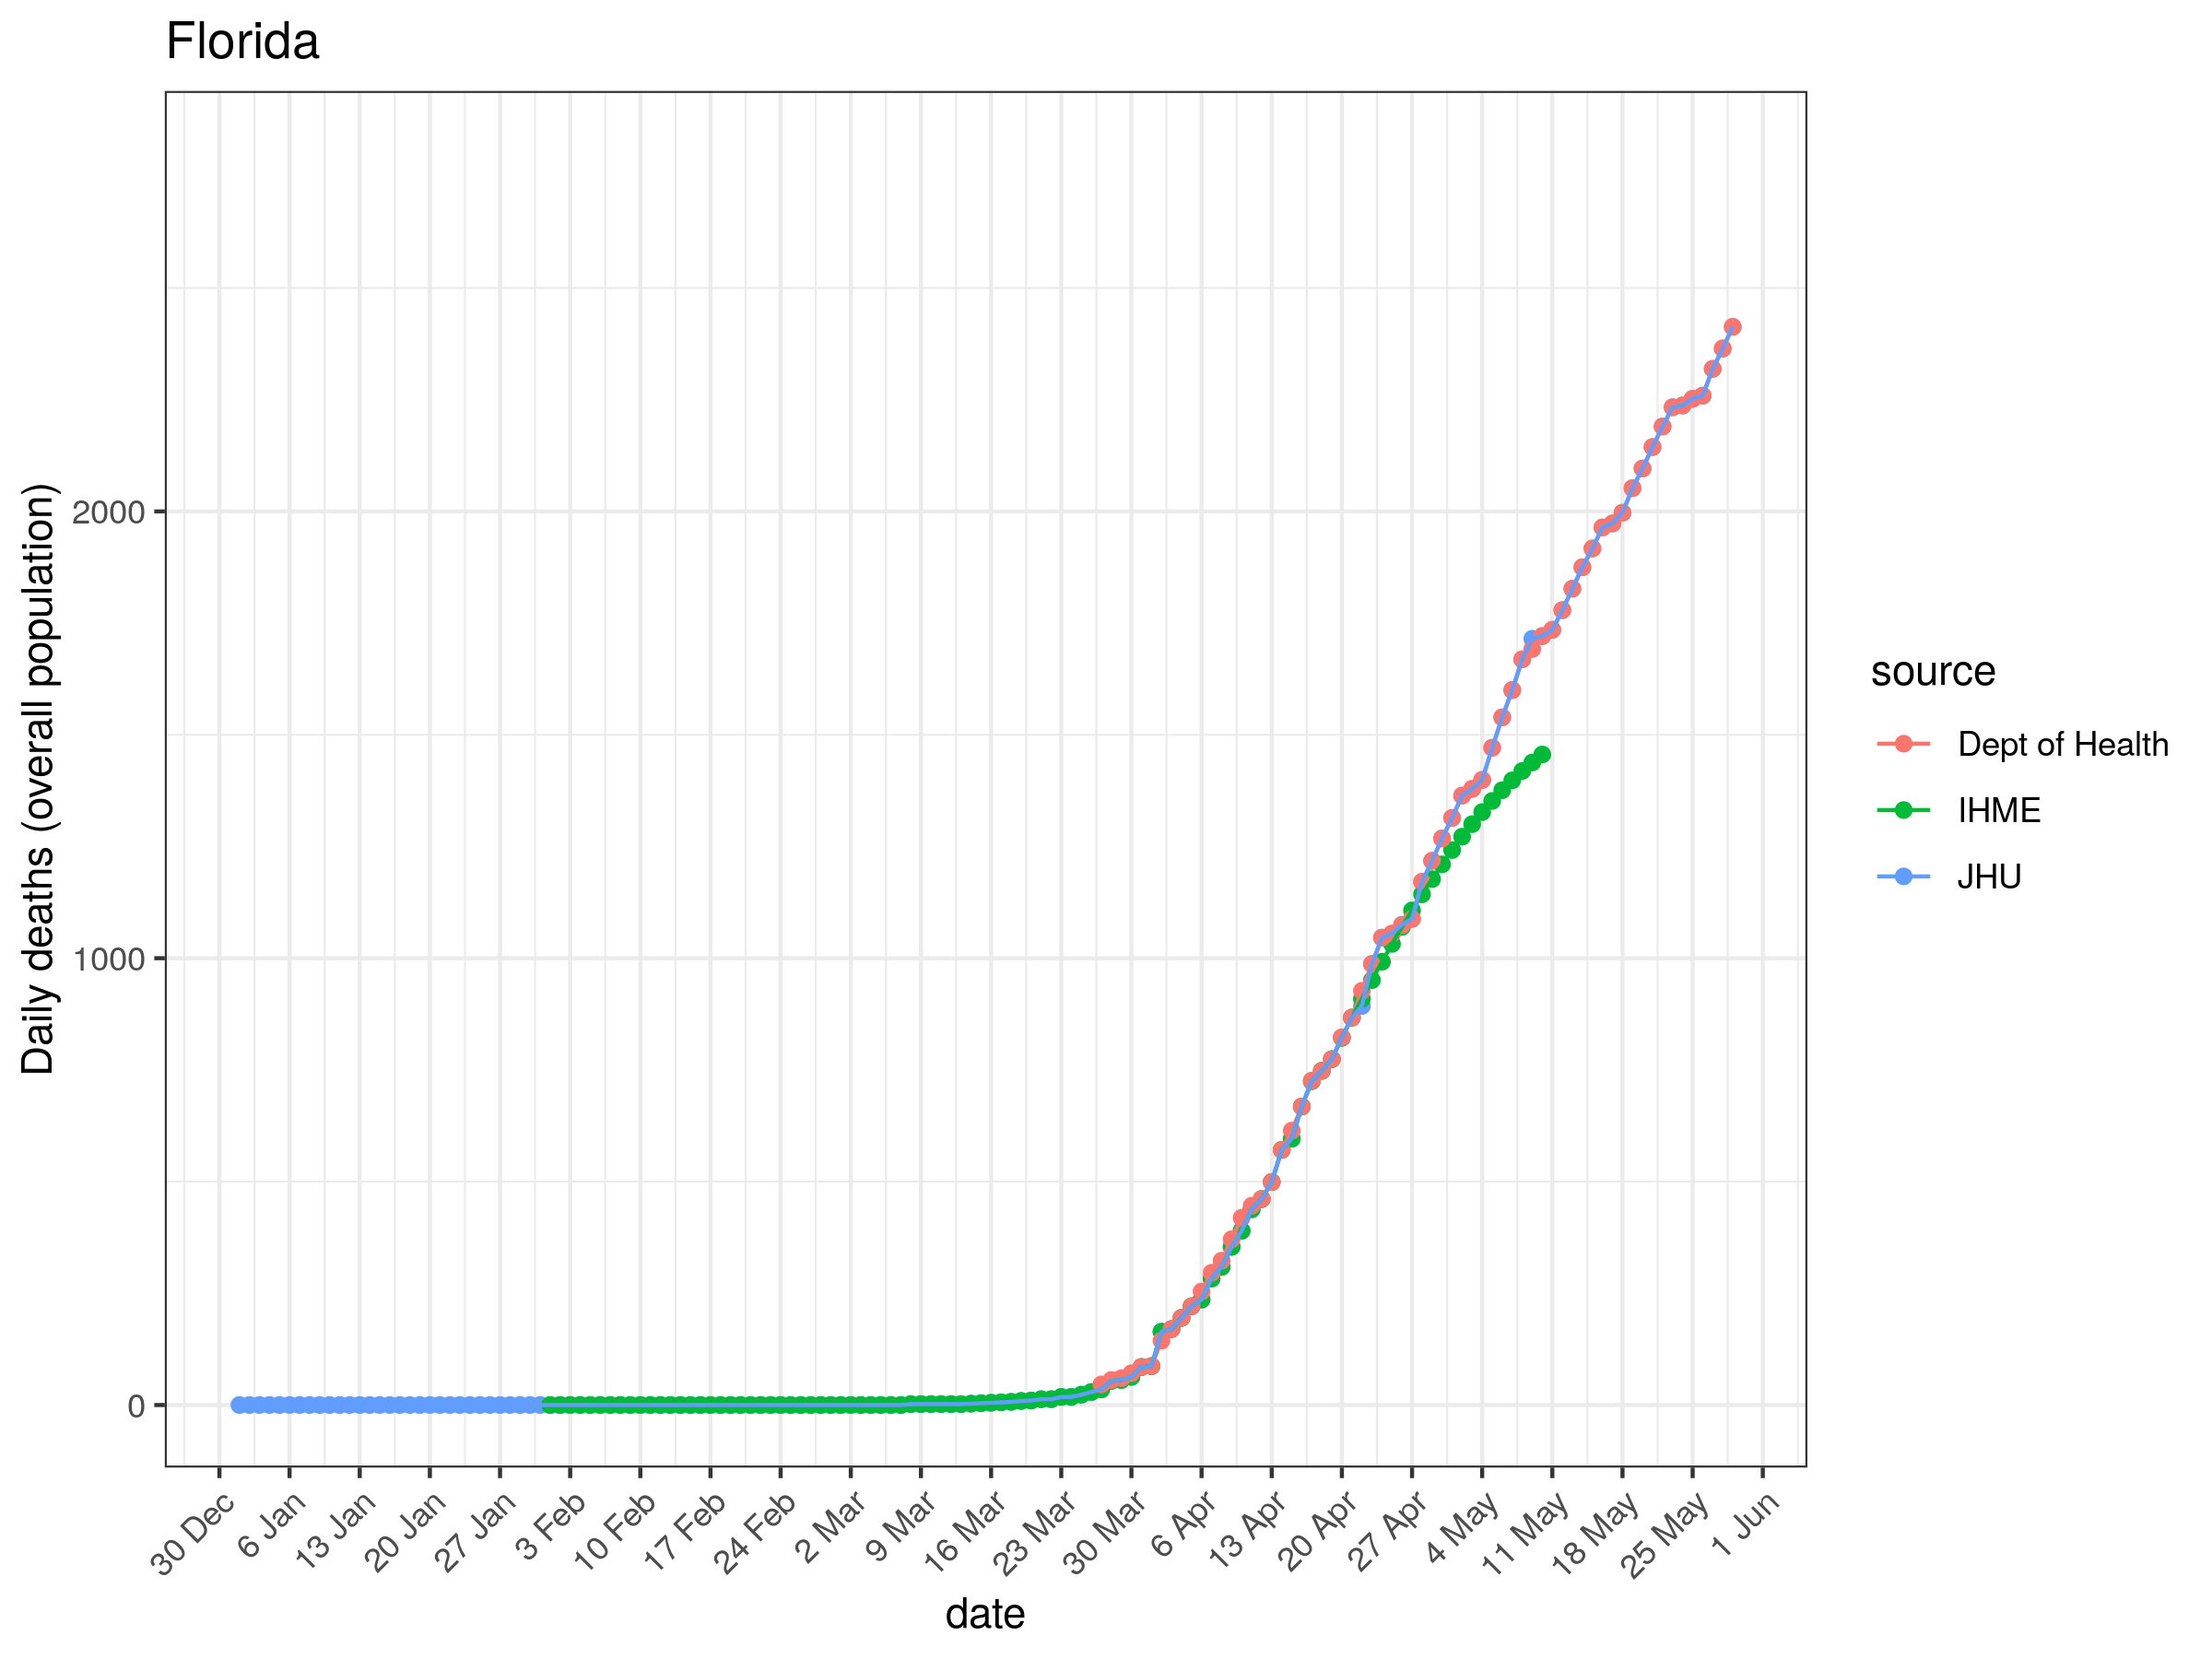 Florida
Daily deaths (overall population)
2000
1000
0
30 Dec
6 Jan
13 Jan
20 Jan
27 Jan
3 Feb
10 Feb
17 Feb
24 Feb
2 Mar
9 Mar
16 Mar
23 Mar
30 Mar
6 Apr
13 Apr
20 Apr
27 Apr
4 May
11 May
18 May
25 May
1 Jun
date
source
Dept of Health
IHME
JHU